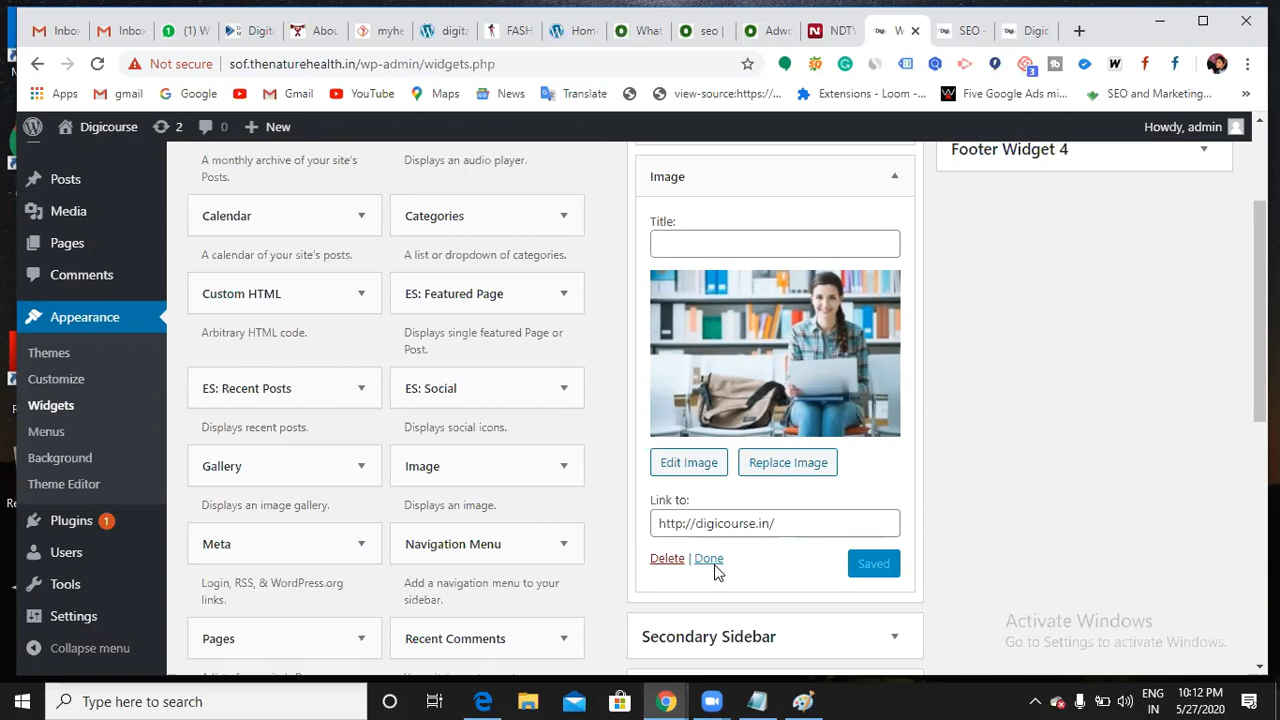 Inbo
Inbo
(1) W
Digita
Abou
myhe
digita
FASH
Home
What
seo |
Adwo
NDTV
W
SEO -
Digic
Not secure
sof.thenaturehealth.in/wp-admin/widgets.php
Apps
gmail
Google
YouTube
Gmail
YouTube
Maps
News
Translate
view-source:https://...
Extensions - Loom -...
Five Google Ads mi...
SEO and Marketing...
3
Digicourse
2
0
New
Howdy, admin
Posts
Media
Pages
Comments
Appearance
Themes
Customize
Widgets
Menus
Background
Theme Editor
Plugins 1
Users
Tools
Settings
Collapse menu
A monthly archive of your site's
Posts.
Displays an audio player.
Calendar
Categories
A calendar of your site's posts.
A list or dropdown of categories.
Custom HTML
ES: Featured Page
Arbitrary HTML code.
Displays single featured Page or
Post.
ES: Recent Posts
ES: Social
Displays recent posts.
Displays social icons.
Gallery
Image
Displays an image gallery.
Displays an image.
Meta
Navigation Menu
Login, RSS, & WordPress.org
links.
Add a navigation menu to your
sidebar.
Pages
Recent Comments
Image
Title:
Edit Image
Replace Image
Link to:
http://digicourse.in/
Delete | Done
Saved
Secondary Sidebar
Footer Widget 4
Activate Windows
Go to Settings to activate Windows.
Type here to search
ENG
IN
10:12 PM
5/27/2020